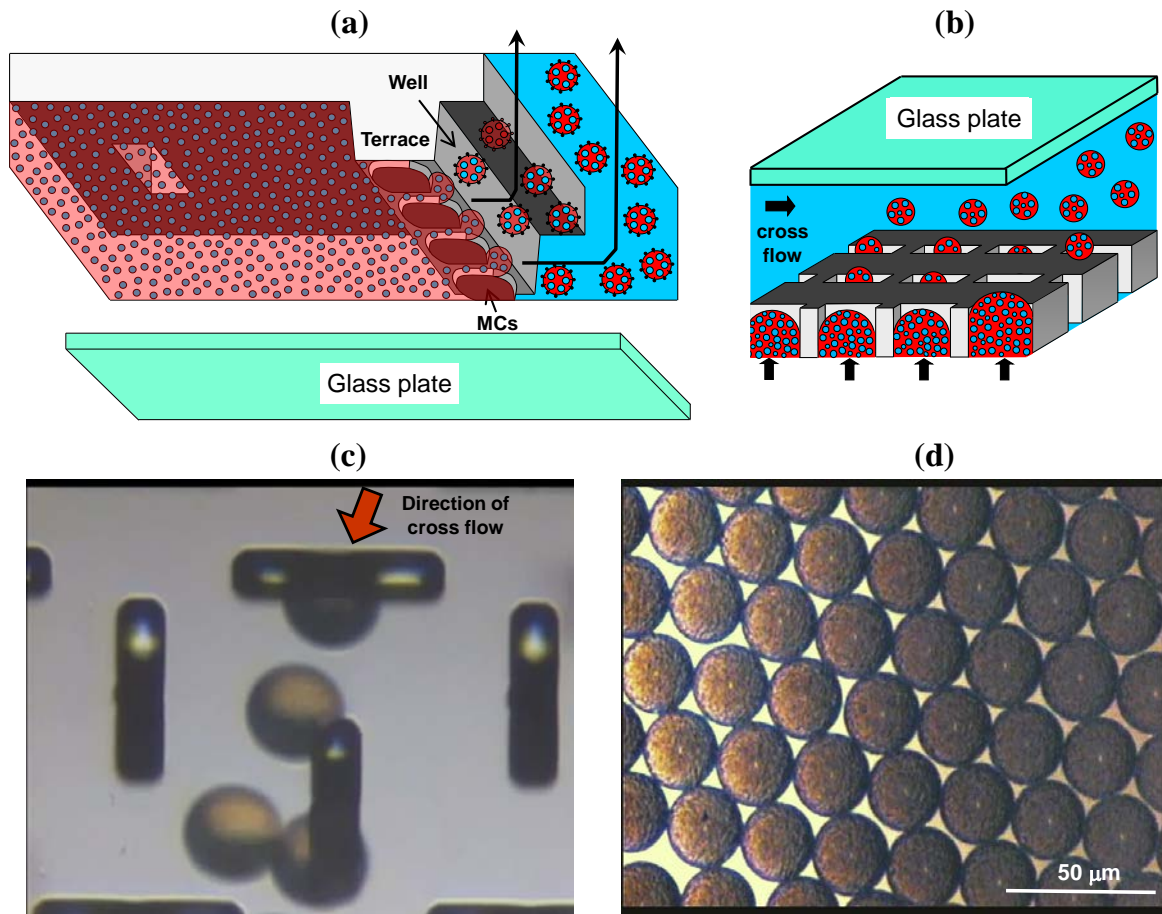 (a)
Well
Terrace
MCs
Glass plate
(b)
Glass plate
cross
flow
(c)
Direction of
cross flow
(d)
50 μm